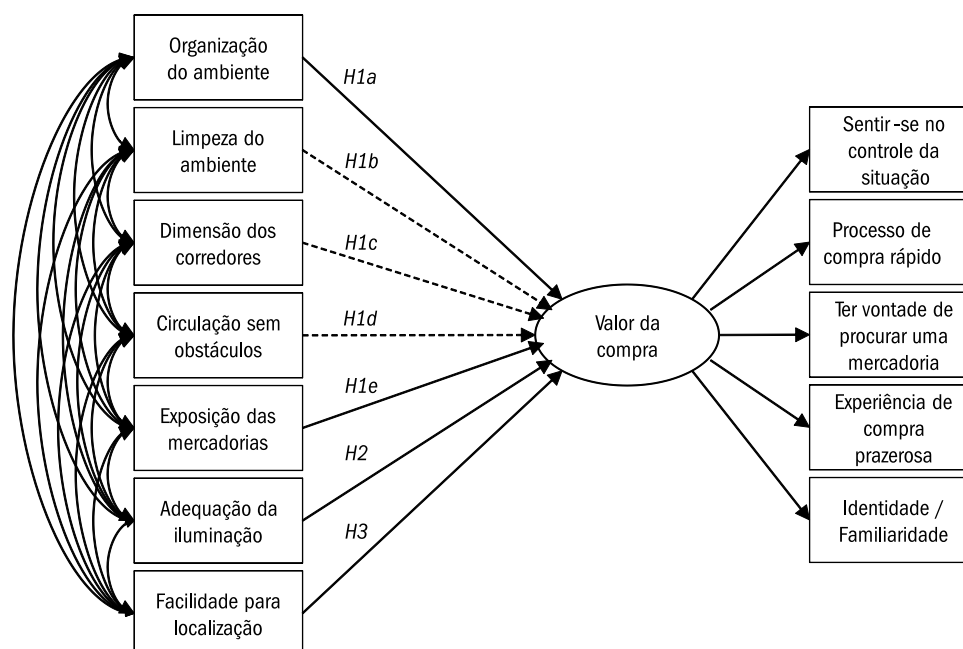 Organização
do ambiente
Limpeza do
ambiente
Dimensão dos
corredores
Circulação sem
obstáculos
Exposição das
mercadorias
Adequação da
iluminação
Facilidade para
localização
H1a
H1b
H1c
H1d
H1e
H2
H3
Valor da
compra
Sentir-se no
controle da
situação
Processo de
compra rápido
Ter vontade de
procurar uma
mercadoria
Experiência de
compra
prazerosa
Identidade /
Familiaridade